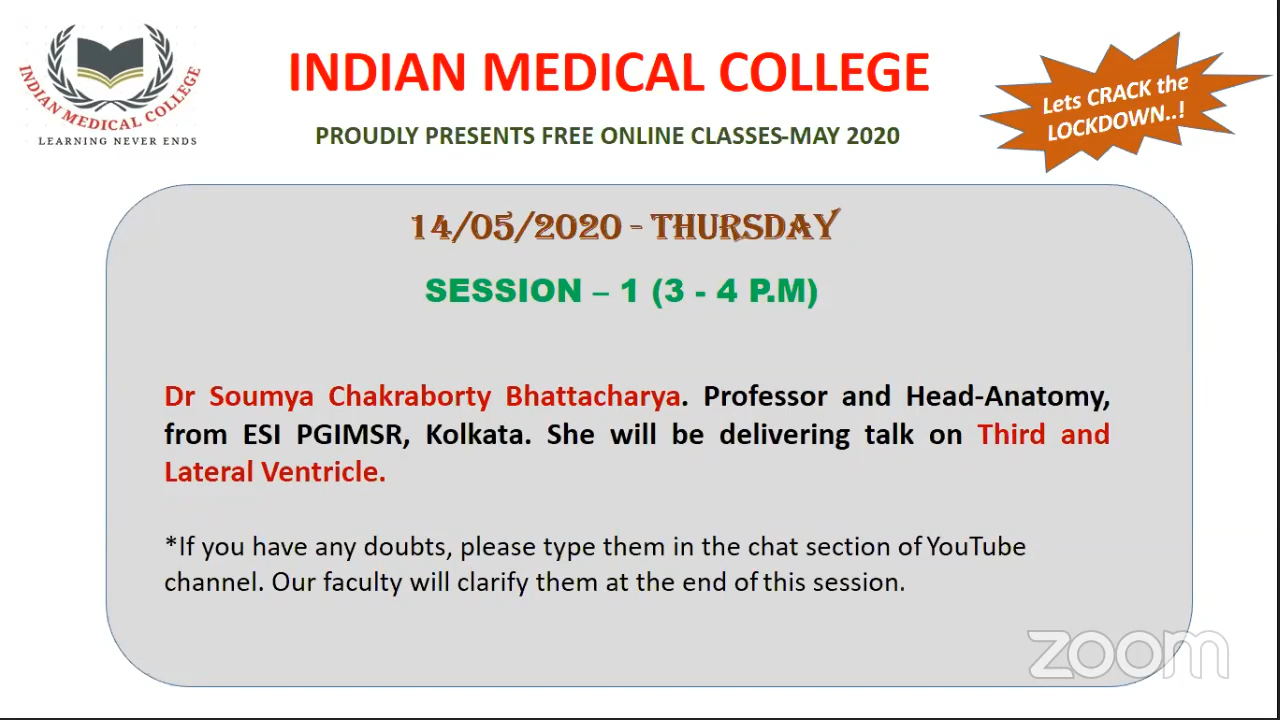 INDIAN MEDICAL COLLEGE
LEARNING NEVER ENDS
INDIAN MEDICAL COLLEGE
PROUDLY PRESENTS FREE ONLINE CLASSES-MAY 2020
Lets CRACK the
LOCKDOWN..!
14/05/2020 - THURSDAY
SESSION – 1 (3 - 4 P.M)
Dr Soumya Chakraborty Bhattacharya. Professor and Head-Anatomy,
from ESI PGIMSR, Kolkata. She will be delivering talk on Third and
Lateral Ventricle.
*If you have any doubts, please type them in the chat section of YouTube
channel. Our faculty will clarify them at the end of this session.
zoom